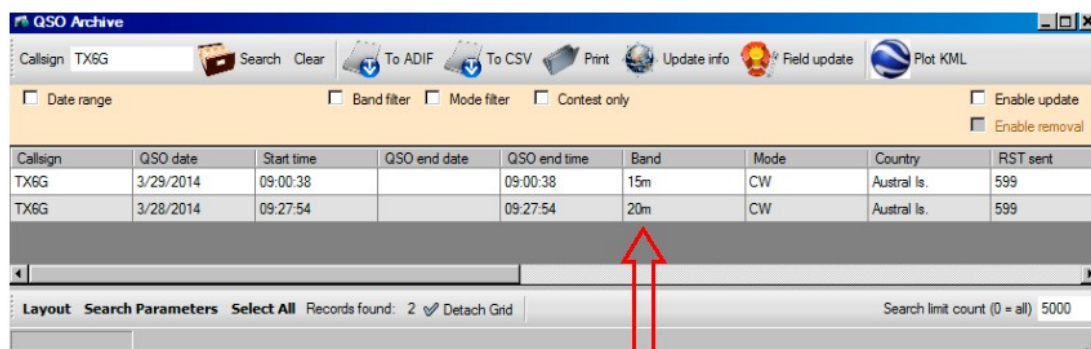 QSO Archive
Callsign TX6G Search Clear To ADIF To CSV Print Update info Field update Plot KML
Date range Band filter Mode filter Contest only Enable update
Enable removal
Callsign QSO date Start time QSO end date QSO end time Band Mode Country RST sent
TX6G 3/29/2014 09:00:38 09:00:38 15m CW Austral Is. 599
TX6G 3/28/2014 09:27:54 09:27:54 20m CW Austral Is. 599
Layout Search Parameters Select All Records found: 2 Detach Grid Search limit count (0 = all) 5000